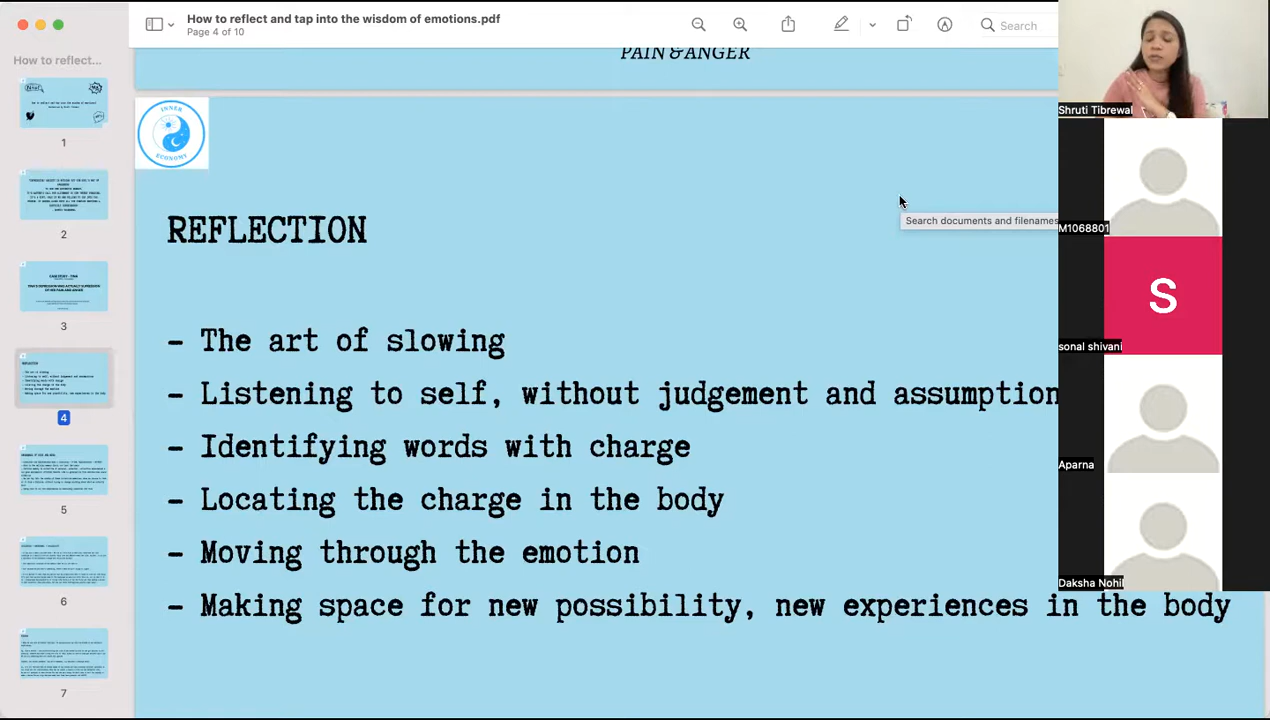 How to reflect and tap into the wisdom of emotions.pdf
Page 4 of 10
Search
How to reflect...
1
2
3
4
5
6
7
PAIN & ANGER
INNER
ECONOMY
Search documents and filenames
REFLECTION
- The art of slowing
- Listening to self, without judgement and assumption
- Identifying words with charge
- Locating the charge in the body
- Moving through the emotion
- Making space for new possibility, new experiences in the body
Shruti Tibrewal
M1068801
S
sonal shivani
Aparna
Daksha Nohil